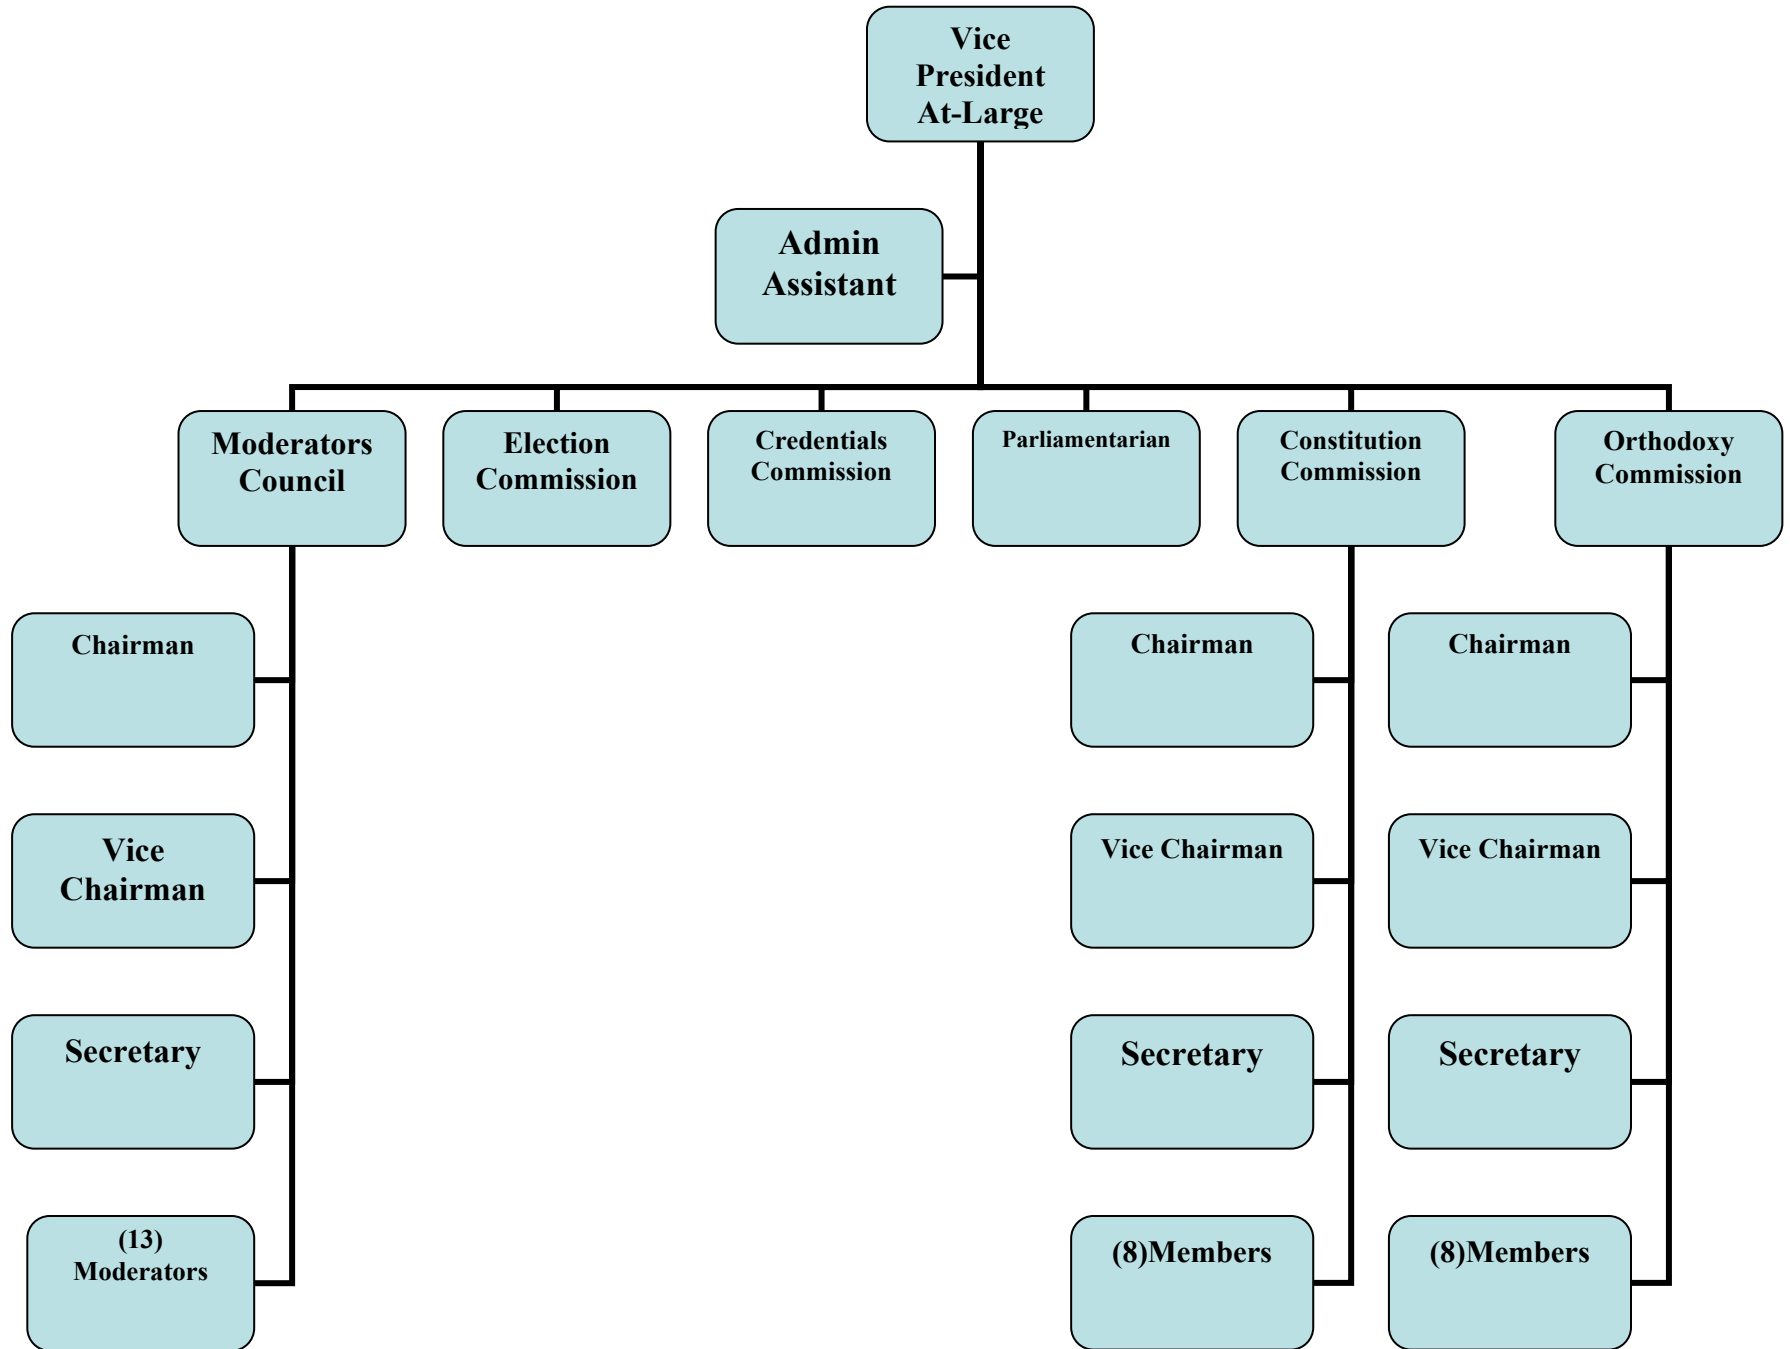 Vice
President
At-Large
Admin
Assistant
Moderators
Council
Election
Commission
Credentials
Commission
Parliamentarian
Constitution
Commission
Orthodoxy
Commission
Chairman
Chairman
Chairman
Vice
Chairman
Vice Chairman
Vice Chairman
Secretary
Secretary
Secretary
(13)
Moderators
(8)Members
(8)Members